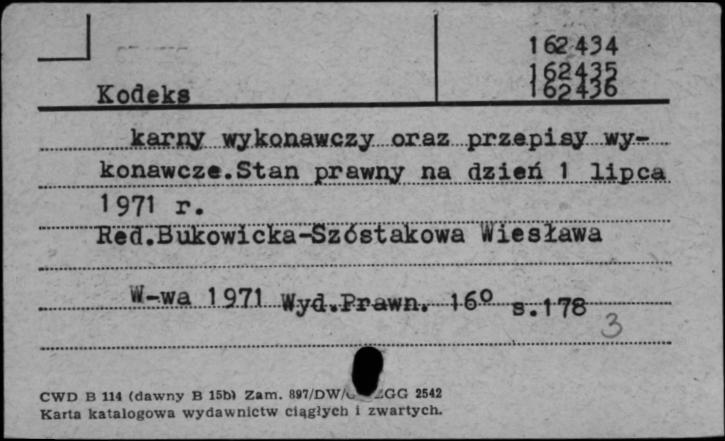 162434
162435
162436
Kodeks
karny wykonawczy oraz przepisy wy-
konawcze.Stan prawny na dzień 1 lipca
1971 r.
Red.Bukowicka-Szóstakowa Wiesława
W-wa 1971 Wyd.Prawn. 16° s.178
3
CWD B 114 (dawny B 15b) Zam. 897/DW/ ZGG 2542
Karta katalogowa wydawnictw ciągłych i zwartych.